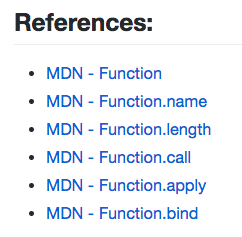 References:
MDN - Function
MDN - Function.name
MDN - Function.length
MDN - Function.call
MDN - Function.apply
MDN - Function.bind